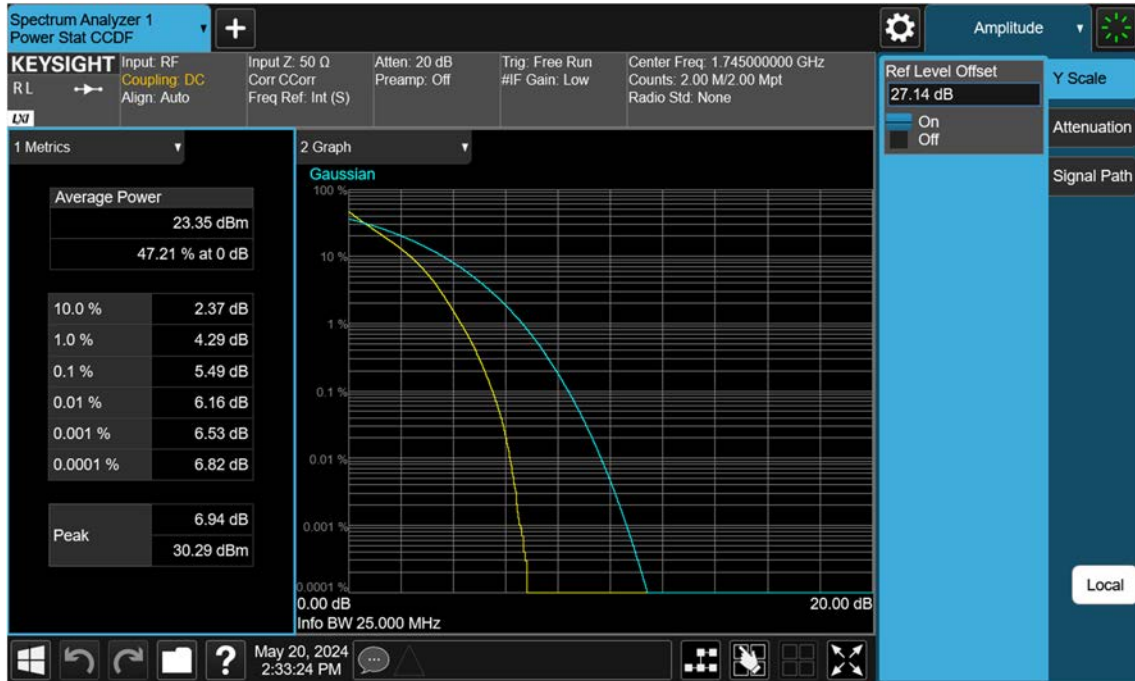 Spectrum Analyzer 1
Power Stat CCDF
Amplitude
KEYSIGHT
R L
LXI
Input: RF
Coupling: DC
Align: Auto
Input Z: 50 Ω
Corr CCorr
Freq Ref: Int (S)
Atten: 20 dB
Preamp: Off
Trig: Free Run
#IF Gain: Low
Center Freq: 1.745000000 GHz
Counts: 2.00 M/2.00 Mpt
Radio Std: None
Ref Level Offset
27.14 dB
On
Off
Y Scale
Attenuation
Signal Path
1 Metrics
Average Power
23.35 dBm
47.21 % at 0 dB
10.0 % 2.37 dB
1.0 % 4.29 dB
0.1 % 5.49 dB
0.01 % 6.16 dB
0.001 % 6.53 dB
0.0001 % 6.82 dB
Peak
6.94 dB
30.29 dBm
2 Graph
Gaussian
100 %
10 %
1 %
0.1 %
0.01 %
0.001 %
0.0001 %
0.00 dB 20.00 dB
Info BW 25.000 MHz
Local
?
May 20, 2024
2:33:24 PM